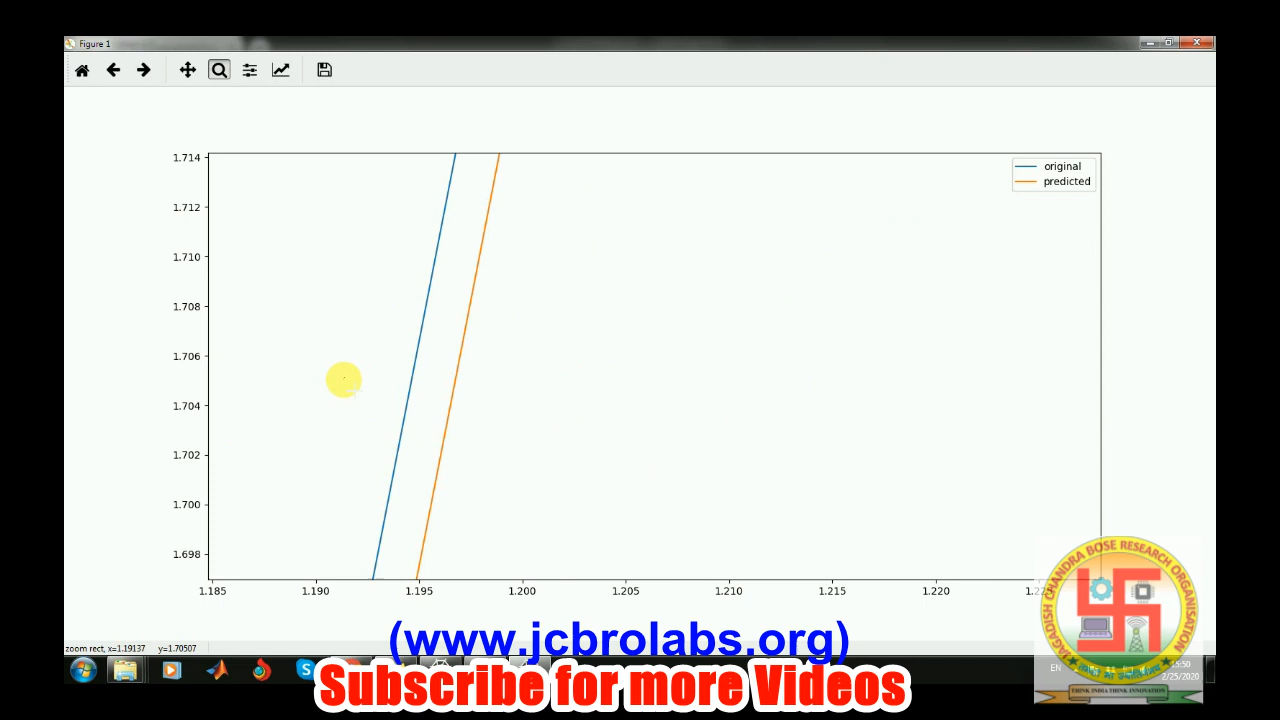 Figure 1
original
predicted
1.714
1.712
1.710
1.708
1.706
1.704
1.702
1.700
1.698
1.185
1.190
1.195
1.200
1.205
1.210
1.215
1.220
zoom rect, x=1.19137 y=1.70507
(www.jcbrolabs.org)
Subscribe for more Videos
EN
2/25/2020
JAGADISH CHANDRA BOSE RESEARCH ORGANISATION
THINK INDIA THINK INNOVATION